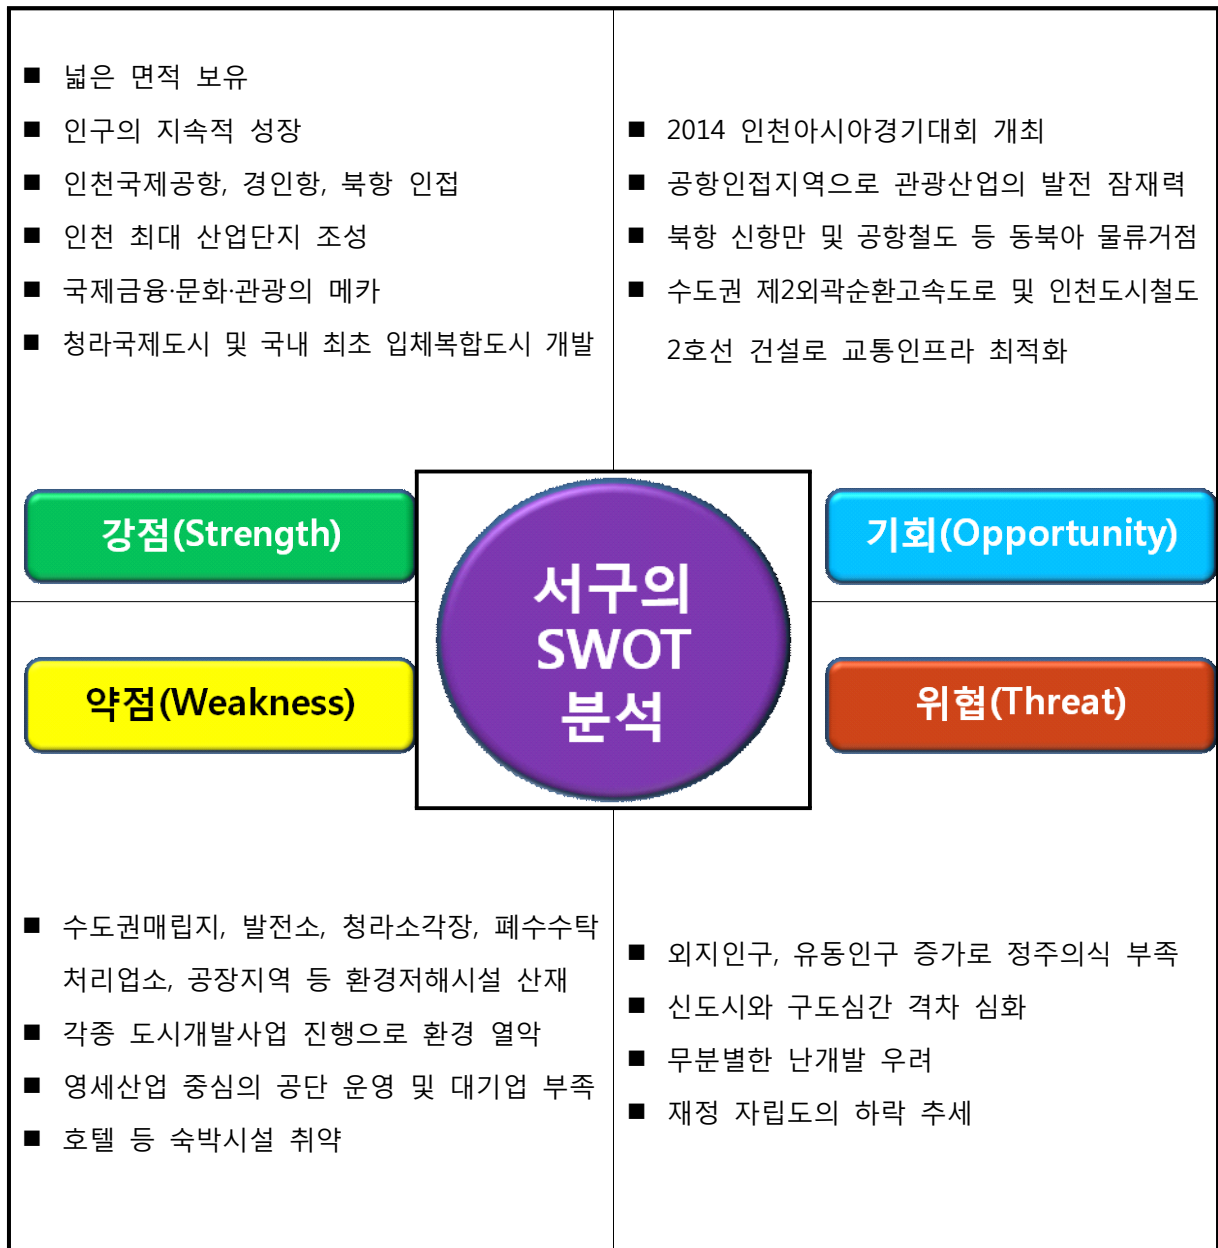 ■ 넓은 면적 보유
■ 인구의 지속적 성장
■ 인천국제공항, 경인항, 북항 인접
■ 인천 최대 산업단지 조성
■ 국제금융·문화·관광의 메카
■ 청라국제도시 및 국내 최초 입체복합도시 개발
■ 2014 인천아시아경기대회 개최
■ 공항인접지역으로 관광산업의 발전 잠재력
■ 북항 신항만 및 공항철도 등 동북아 물류거점
■ 수도권 제2외곽순환고속도로 및 인천도시철도
2호선 건설로 교통인프라 최적화
강점(Strength)
기회(Opportunity)
서구의
SWOT
분석
약점(Weakness)
위협(Threat)
■ 수도권매립지, 발전소, 청라소각장, 폐수수탁
처리업소, 공장지역 등 환경저해시설 산재
■ 각종 도시개발사업 진행으로 환경 열악
■ 영세산업 중심의 공단 운영 및 대기업 부족
■ 호텔 등 숙박시설 취약
■ 외지인구, 유동인구 증가로 정주의식 부족
■ 신도시와 구도심간 격차 심화
■ 무분별한 난개발 우려
■ 재정 자립도의 하락 추세